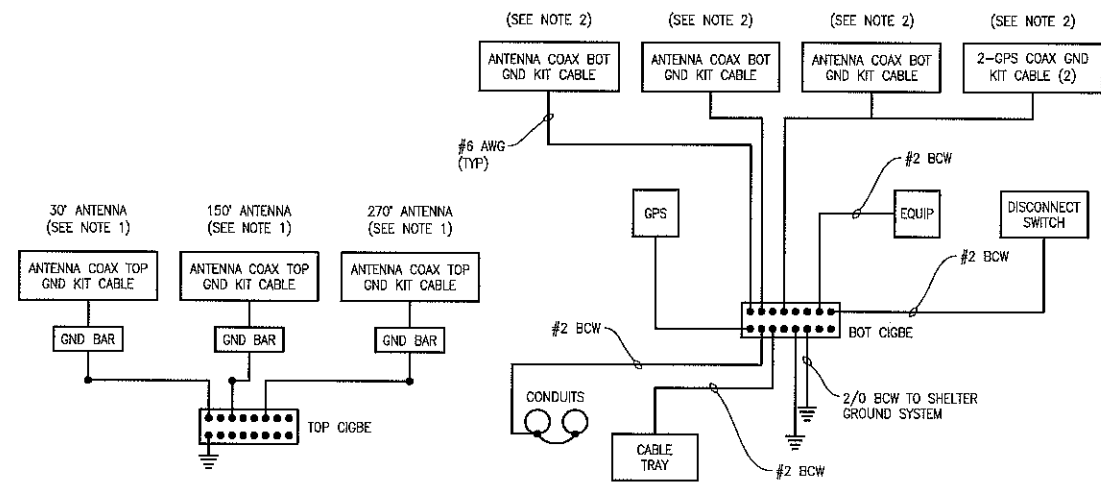 (SEE NOTE 2)
(SEE NOTE 2)
(SEE NOTE 2)
(SEE NOTE 2)
ANTENNA COAX BOT
GND KIT CABLE
ANTENNA COAX BOT
GND KIT CABLE
ANTENNA COAX BOT
GND KIT CABLE
2-GPS COAX GND
KIT CABLE (2)
#6 AWG
(TYP)
#2 BCW
30' ANTENNA
(SEE NOTE 1)
150' ANTENNA
(SEE NOTE 1)
270' ANTENNA
(SEE NOTE 1)
GPS
EQUIP
DISCONNECT
SWITCH
ANTENNA COAX TOP
GND KIT CABLE
ANTENNA COAX TOP
GND KIT CABLE
ANTENNA COAX TOP
GND KIT CABLE
#2 BCW
GND BAR
GND BAR
GND BAR
#2 BCW
BOT CIGBE
CONDUITS
2/0 BCW TO SHELTER
GROUND SYSTEM
TOP CIGBE
CABLE
TRAY
#2 BCW